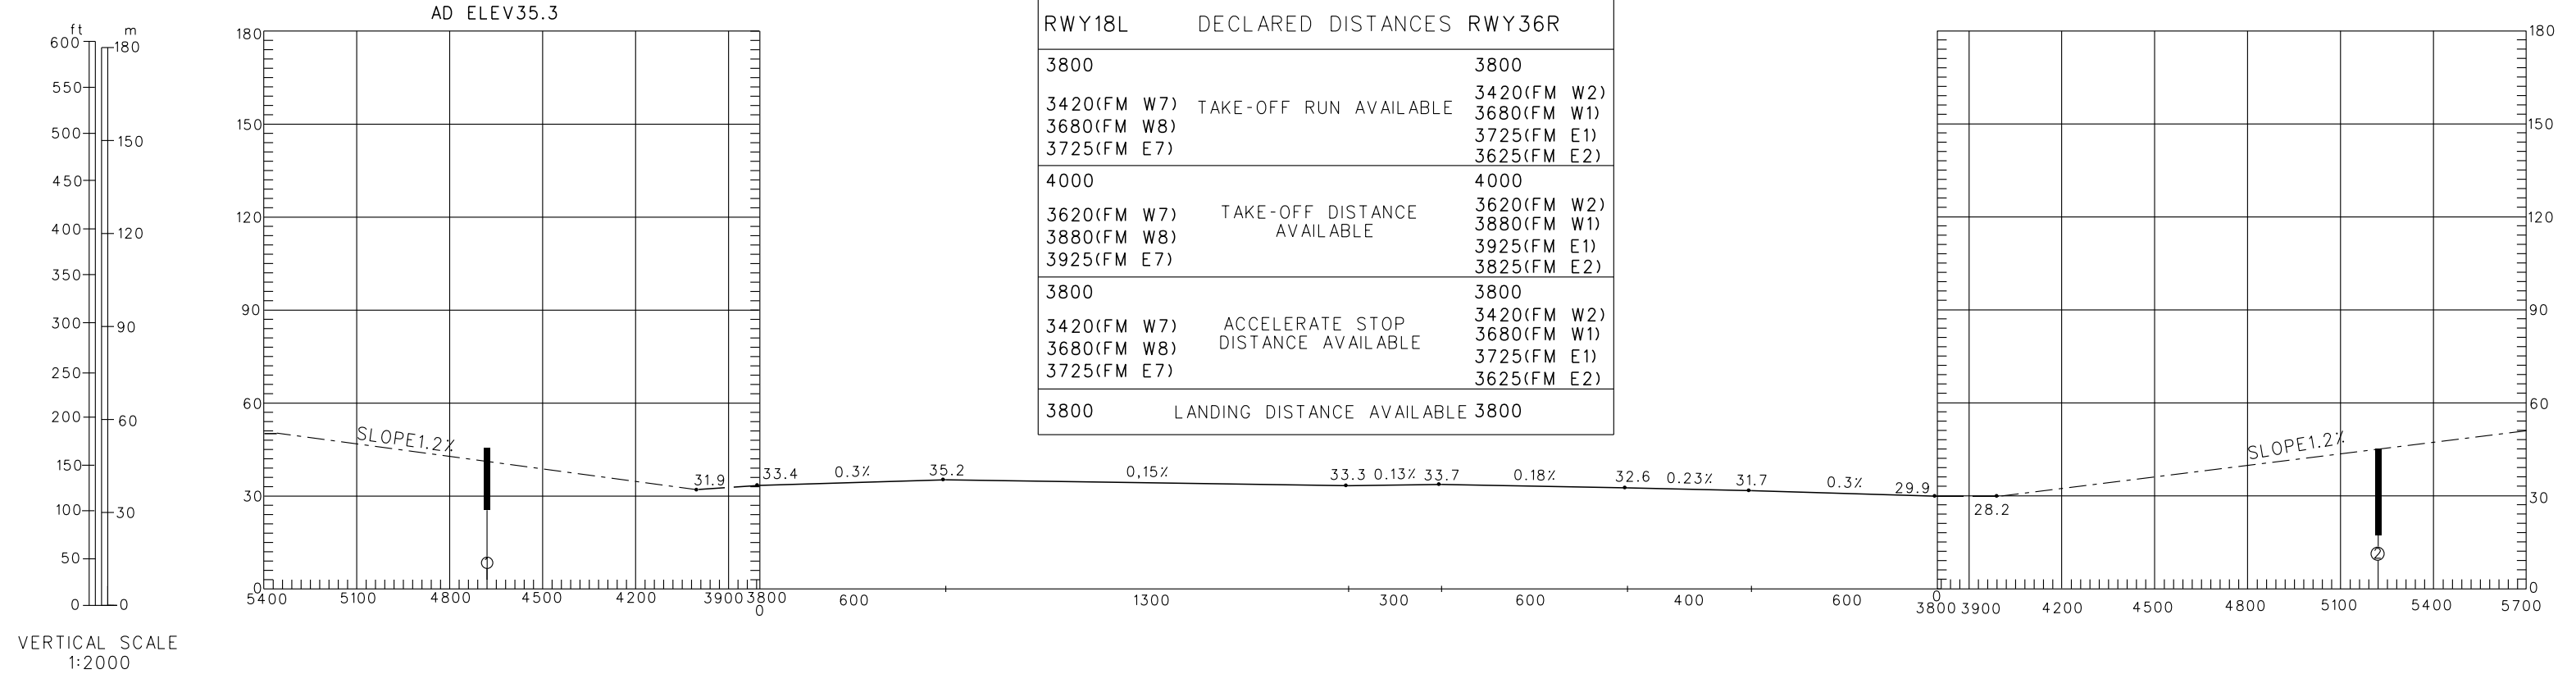 AD ELEV35.3
ft m
600 180
550
500
150
450
400 120
350
300 90
250
200 60
150
100 30
50
0 0
VERTICAL SCALE
1:2000
180
150
120
90
60
30
0
5400 5100 4800 4500 4200 3900 3800
0
SLOPE1.2%
RWY18L DECLARED DISTANCES RWY36R
3800 3800
3420(FM W7) TAKE-OFF RUN AVAILABLE 3420(FM W2)
3680(FM W8) 3680(FM W1)
3725(FM E7) 3725(FM E1)
3625(FM E2)
4000 4000
3620(FM W7) TAKE-OFF DISTANCE 3620(FM W2)
3880(FM W8) AVAILABLE 3880(FM W1)
3925(FM E7) 3925(FM E1)
3825(FM E2)
3800 3800
3420(FM W7) ACCELERATE STOP 3420(FM W2)
3680(FM W8) DISTANCE AVAILABLE 3680(FM W1)
3725(FM E7) 3725(FM E1)
3625(FM E2)
3800 LANDING DISTANCE AVAILABLE 3800
31.9 33.4 0.3% 35.2 0,15% 33.3 0.13% 33.7 0.18% 32.6 0.23% 31.7 0.3% 29.9
28.2
600 1300 300 600 400 600
SLOPE1.2%
2
180
150
120
90
60
30
0
0
3800 3900 4200 4500 4800 5100 5400 5700